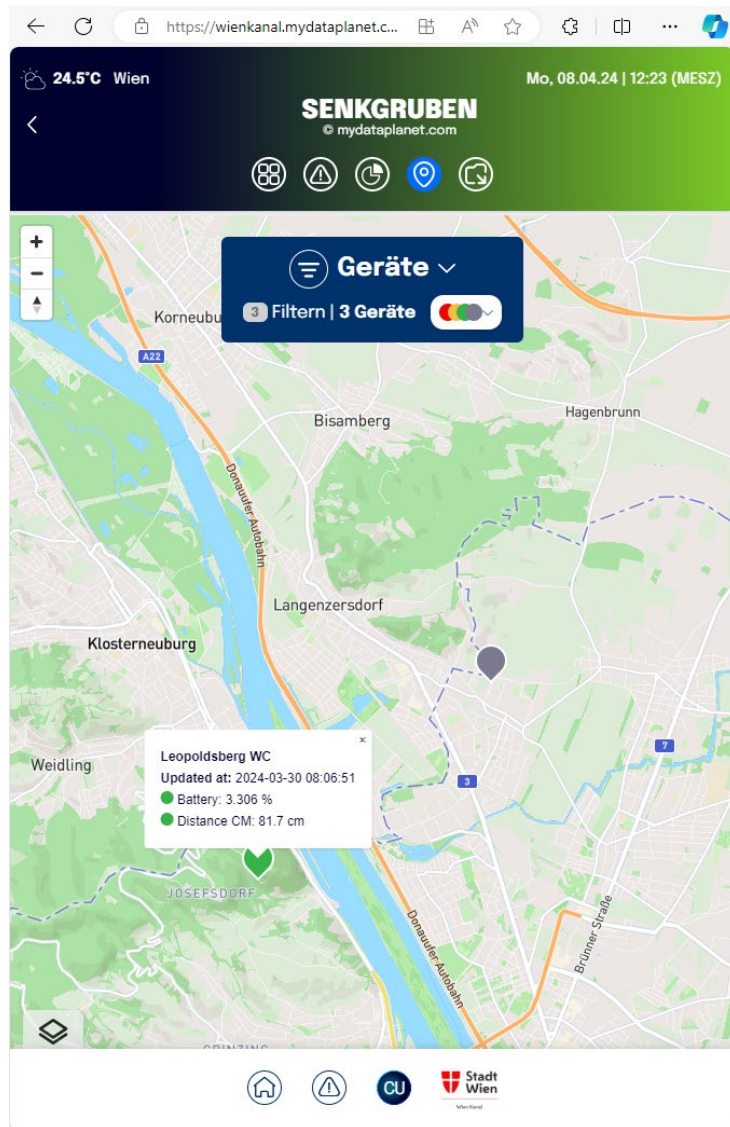 https://wienkanal.mydataplanet.c...
24.5°C Wien
Mo, 08.04.24 | 12:23 (MESZ)
SENKGRUBEN
© mydataplanet.com
Geräte
3 Filtern | 3 Geräte
Korneubu
A22
Bisamberg
Hagenbrunn
Donauufer Autobahn
Langenzersdorf
Klosterneuburg
Weidling
7
3
Leopoldsberg WC
Updated at: 2024-03-30 08:06:51
Battery: 3.306 %
Distance CM: 81.7 cm
JOSEFSDORF
Donauufer Autobahn
Brünner Straße
CU
Stadt
Wien
Wien Kanal